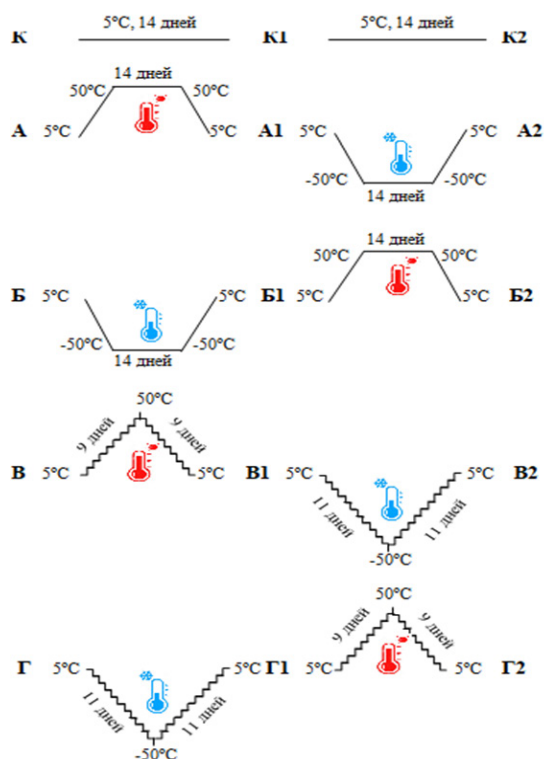 5°C, 14 дней 5°C, 14 дней
К К1 К2
14 дней
50°C 50°C
А 5°C 5°C А1 5°C 5°C А2
-50°C -50°C
14 дней
14 дней
50°C 50°C
Б 5°C 5°C Б1 5°C 5°C Б2
-50°C -50°C
14 дней
50°C
9 дней 9 дней
В 5°C 5°C В1 5°C 5°C В2
11 дней 11 дней
-50°C
50°C
9 дней 9 дней
Г 5°C 5°C Г1 5°C 5°C Г2
11 дней 11 дней
-50°C